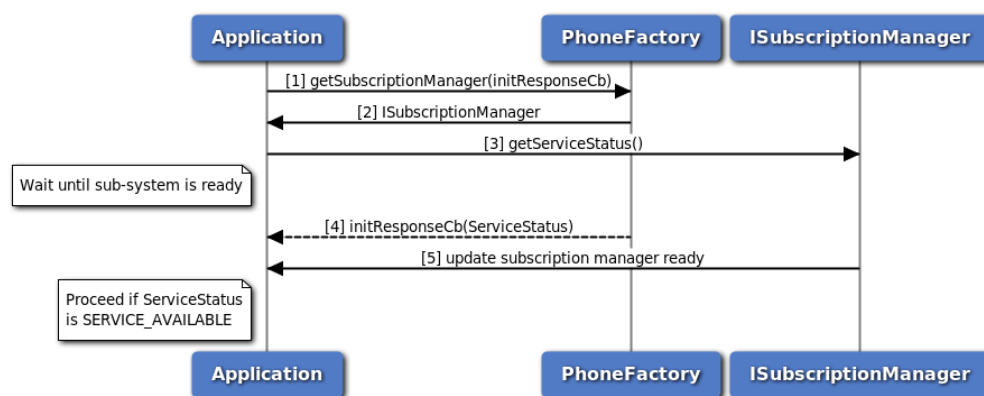 Application
PhoneFactory
ISubscriptionManager
[1] getSubscriptionManager(initResponseCb)
[2] ISubscriptionManager
[3] getServiceStatus()
Wait until sub-system is ready
[4] initResponseCb(ServiceStatus)
[5] update subscription manager ready
Proceed if ServiceStatus
is SERVICE_AVAILABLE
Application
PhoneFactory
ISubscriptionManager